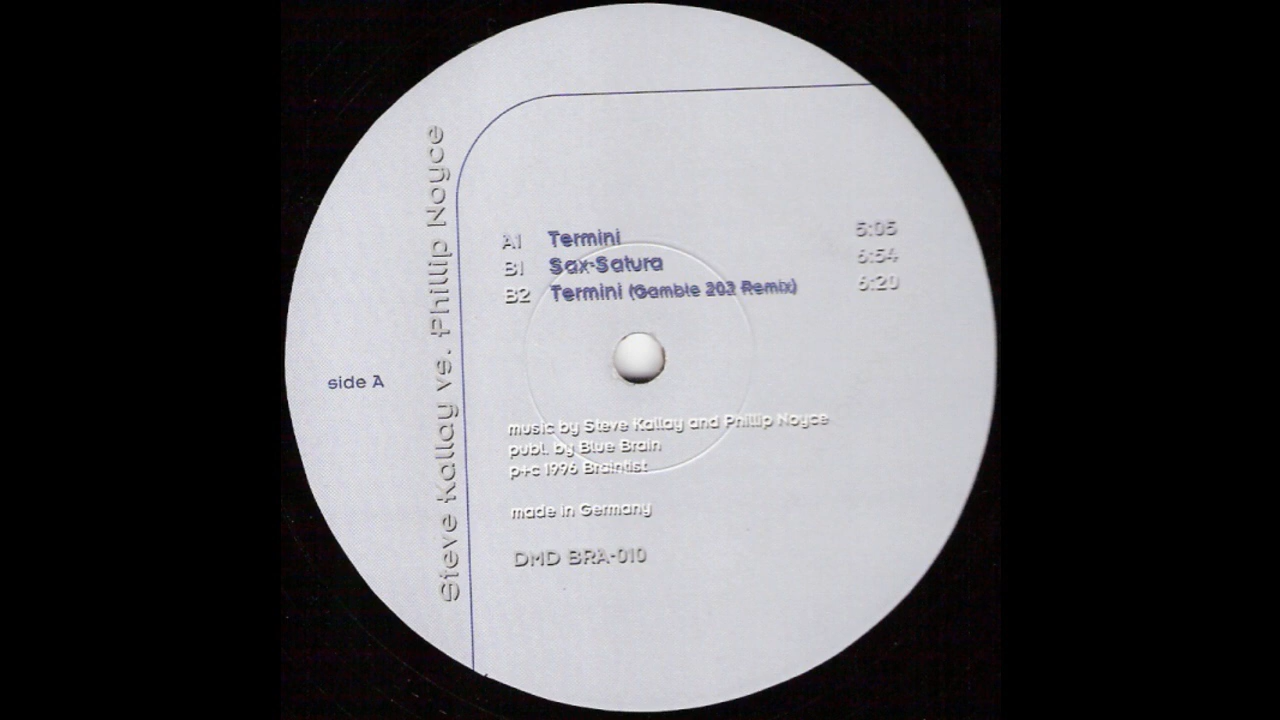 Steve Kallay vs. Phillip Noyce
side A
A1 Termini 5:05
B1 Sax-Satura 6:54
B2 Termini (Gamble 203 Remix) 6:20
music by Steve Kallay and Phillip Noyce
publ. by Blue Brain
p+c 1996 Braintist
made in Germany
DMD BRA-010